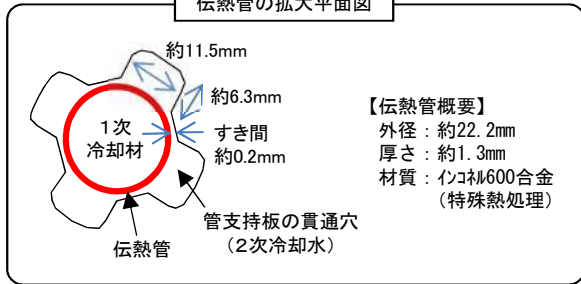 伝熱管の拡大平面図
約11.5mm
約6.3mm
1次
冷却材
すき間
約0.2mm
管支持板の貫通穴
(2次冷却水)
伝熱管
【伝熱管概要】
外径:約22.2mm
厚さ:約1.3mm
材質:インコネル600合金
(特殊熱処理)